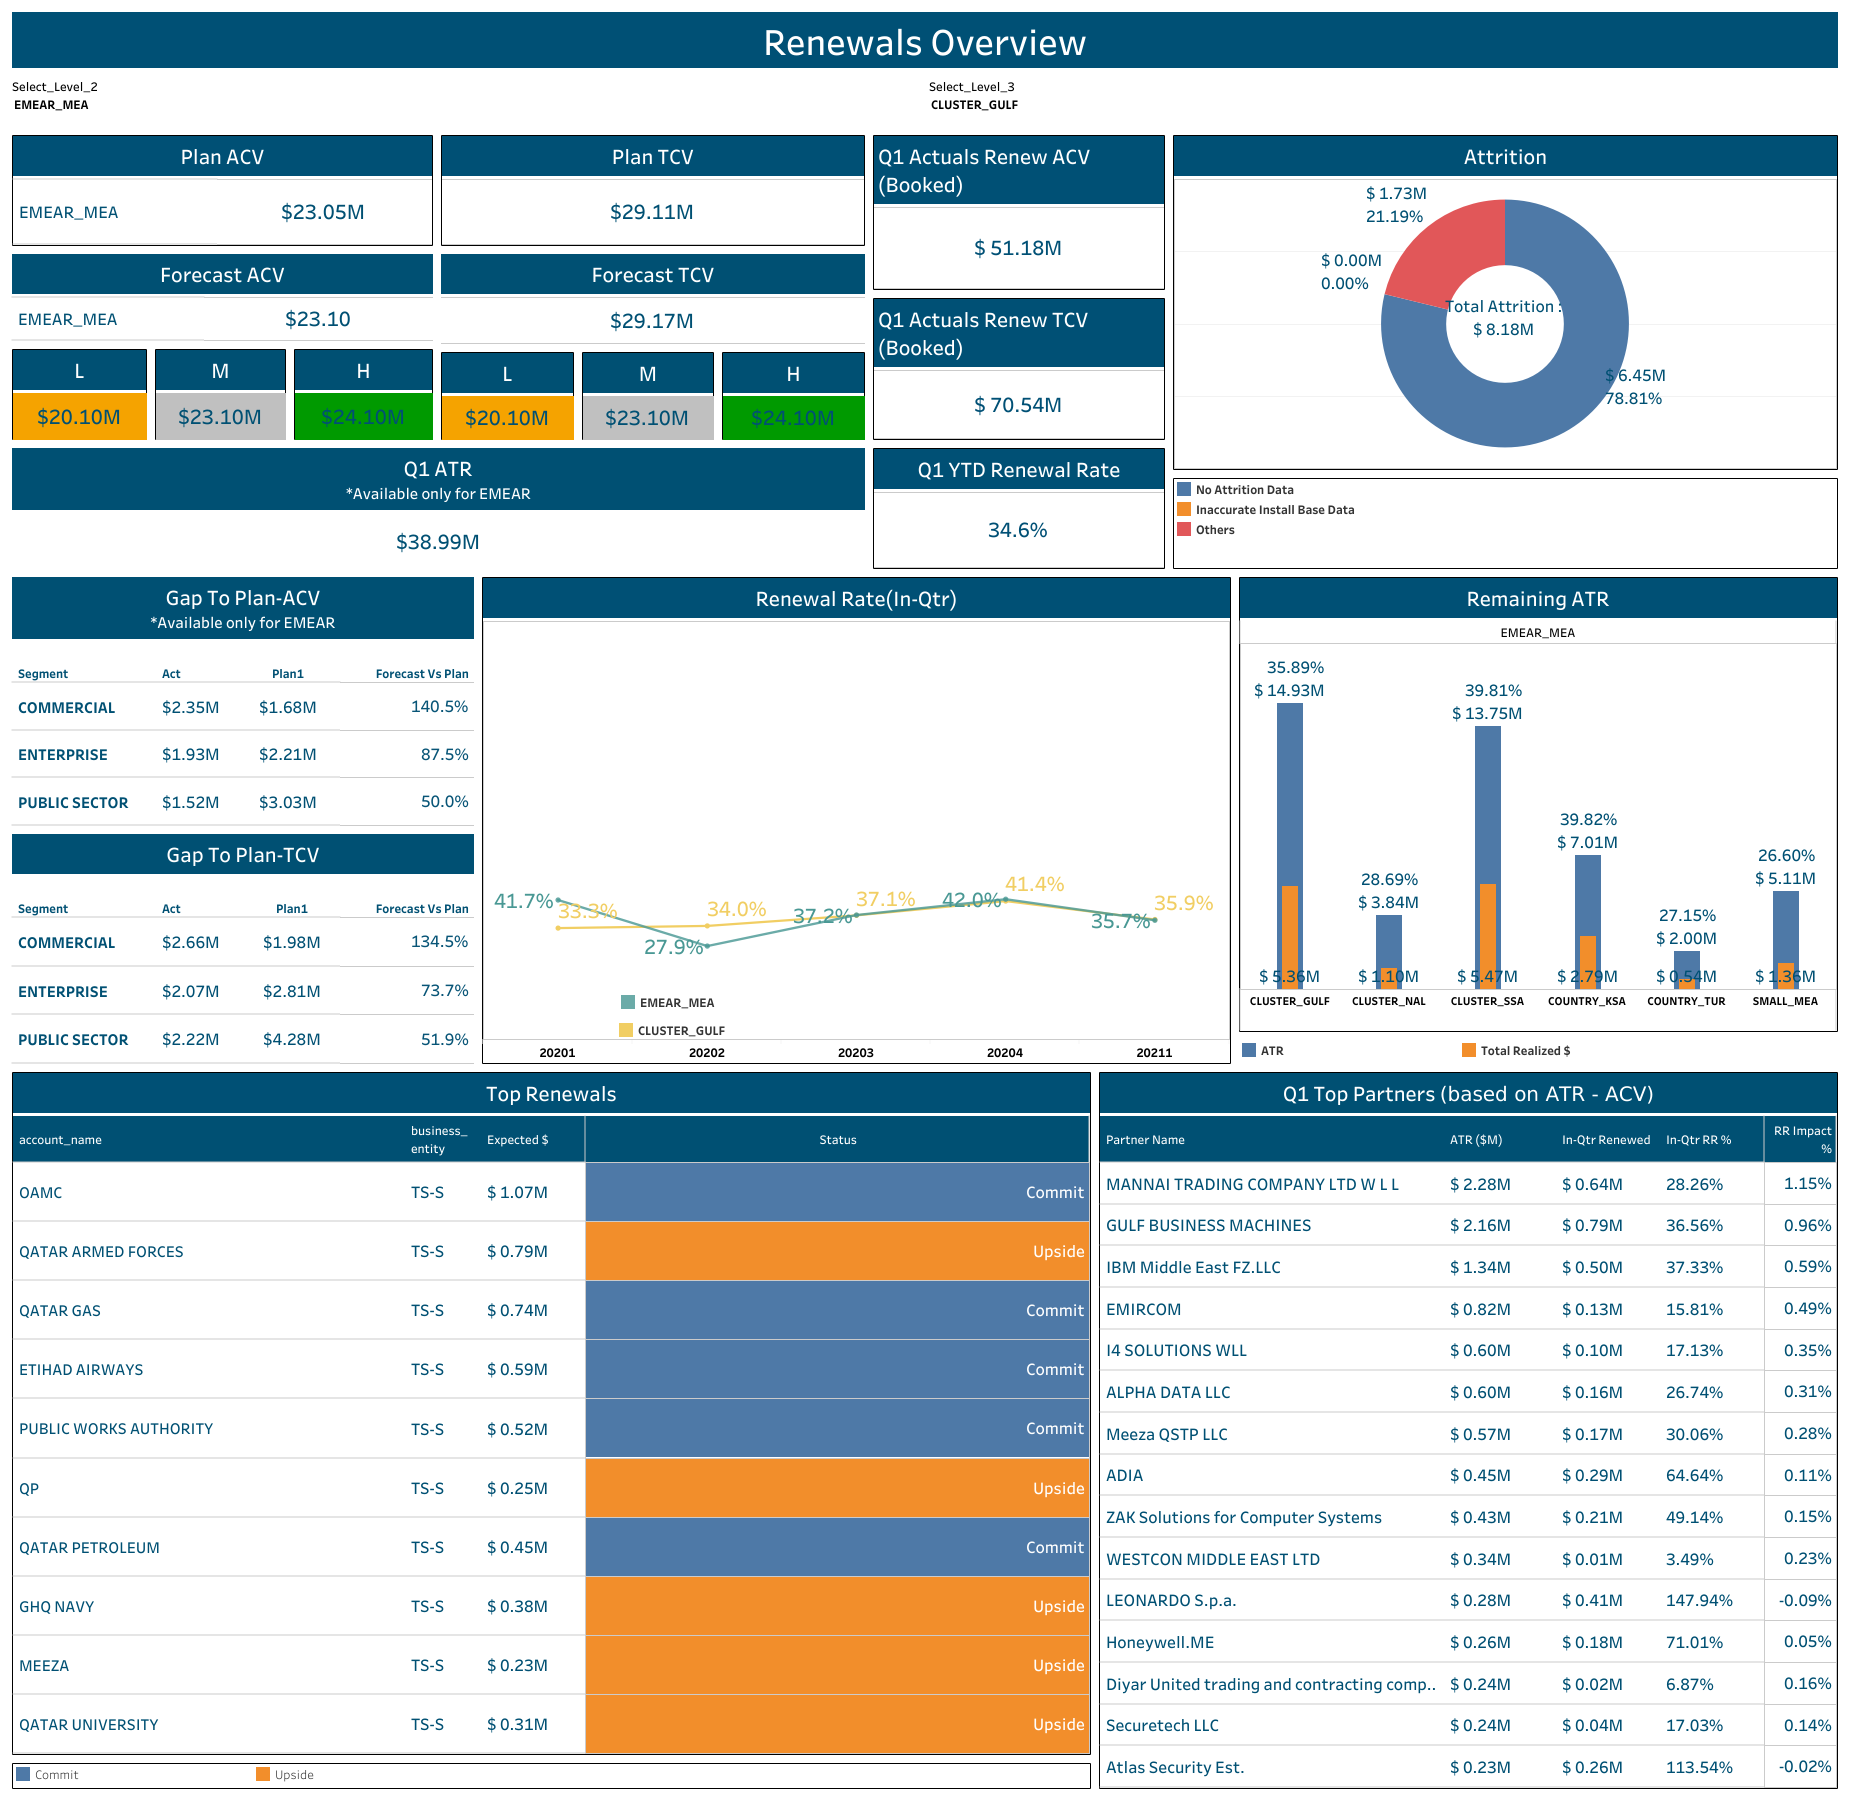 Renewals Overview
Select_Level_2
EMEAR_MEA
Select_Level_3
CLUSTER_GULF
Plan ACV
EMEAR_MEA $23.05M
Plan TCV
$29.11M
Forecast ACV
EMEAR_MEA $23.10
Forecast TCV
$29.17M
L M H
$20.10M $23.10M $24.10M
L M H
$20.10M $23.10M $24.10M
Q1 ATR
*Available only for EMEAR
$38.99M
Q1 Actuals Renew ACV
(Booked)
$ 51.18M
Q1 Actuals Renew TCV
(Booked)
$ 70.54M
Q1 YTD Renewal Rate
34.6%
Attrition
$ 1.73M
21.19%
$ 0.00M
0.00%
Total Attrition :
$ 8.18M
$ 6.45M
78.81%
No Attrition Data
Inaccurate Install Base Data
Others
Gap To Plan-ACV
*Available only for EMEAR
Segment Act Plan1 Forecast Vs Plan
COMMERCIAL $2.35M $1.68M 140.5%
ENTERPRISE $1.93M $2.21M 87.5%
PUBLIC SECTOR $1.52M $3.03M 50.0%
Gap To Plan-TCV
Segment Act Plan1 Forecast Vs Plan
COMMERCIAL $2.66M $1.98M 134.5%
ENTERPRISE $2.07M $2.81M 73.7%
PUBLIC SECTOR $2.22M $4.28M 51.9%
Renewal Rate(In-Qtr)
41.7% 33.3% 27.9% 34.0% 37.2% 37.1% 42.0% 41.4% 35.7% 35.9%
EMEAR_MEA
CLUSTER_GULF
20201 20202 20203 20204 20211
Remaining ATR
EMEAR_MEA
35.89%
$ 14.93M
28.69%
$ 3.84M
39.81%
$ 13.75M
39.82%
$ 7.01M
27.15%
$ 2.00M
26.60%
$ 5.11M
$ 5.36M $ 1.10M $ 5.47M $ 2.79M $ 0.54M $ 1.36M
CLUSTER_GULF CLUSTER_NAL CLUSTER_SSA COUNTRY_KSA COUNTRY_TUR SMALL_MEA
ATR Total Realized $
Top Renewals
account_name business_
entity Expected $ Status
OAMC TS-S $ 1.07M Commit
QATAR ARMED FORCES TS-S $ 0.79M Upside
QATAR GAS TS-S $ 0.74M Commit
ETIHAD AIRWAYS TS-S $ 0.59M Commit
PUBLIC WORKS AUTHORITY TS-S $ 0.52M Commit
QP TS-S $ 0.25M Upside
QATAR PETROLEUM TS-S $ 0.45M Commit
GHQ NAVY TS-S $ 0.38M Upside
MEEZA TS-S $ 0.23M Upside
QATAR UNIVERSITY TS-S $ 0.31M Upside
Commit Upside
Q1 Top Partners (based on ATR - ACV)
Partner Name ATR ($M) In-Qtr Renewed In-Qtr RR % RR Impact
%
MANNAI TRADING COMPANY LTD W L L $ 2.28M $ 0.64M 28.26% 1.15%
GULF BUSINESS MACHINES $ 2.16M $ 0.79M 36.56% 0.96%
IBM Middle East FZ.LLC $ 1.34M $ 0.50M 37.33% 0.59%
EMIRCOM $ 0.82M $ 0.13M 15.81% 0.49%
I4 SOLUTIONS WLL $ 0.60M $ 0.10M 17.13% 0.35%
ALPHA DATA LLC $ 0.60M $ 0.16M 26.74% 0.31%
Meeza QSTP LLC $ 0.57M $ 0.17M 30.06% 0.28%
ADIA $ 0.45M $ 0.29M 64.64% 0.11%
ZAK Solutions for Computer Systems $ 0.43M $ 0.21M 49.14% 0.15%
WESTCON MIDDLE EAST LTD $ 0.34M $ 0.01M 3.49% 0.23%
LEONARDO S.p.a. $ 0.28M $ 0.41M 147.94% -0.09%
Honeywell.ME $ 0.26M $ 0.18M 71.01% 0.05%
Diyar United trading and contracting comp.. $ 0.24M $ 0.02M 6.87% 0.16%
Securetech LLC $ 0.24M $ 0.04M 17.03% 0.14%
Atlas Security Est. $ 0.23M $ 0.26M 113.54% -0.02%